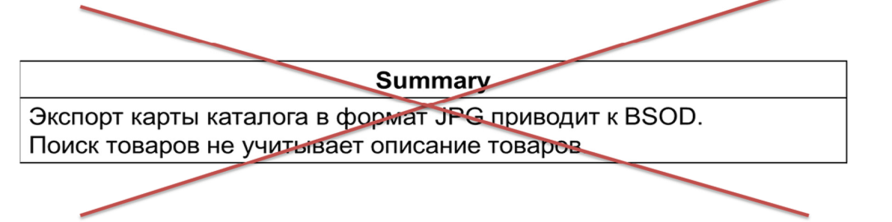 Summary
Экспорт карты каталога в формат JPG приводит к BSOD.
Поиск товаров не учитывает описание товаров